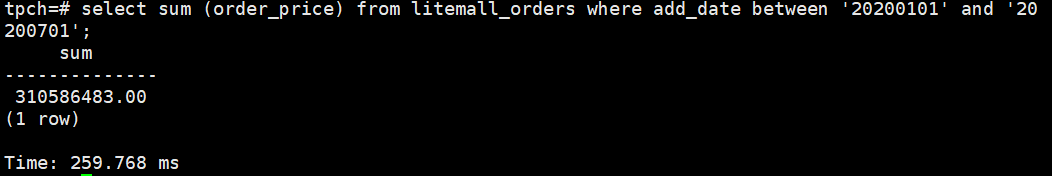 tpch=# select sum (order_price) from litemall_orders where add_date between '20200101' and '20
200701';
     sum
--------------
 310586483.00
(1 row)

Time: 259.768 ms